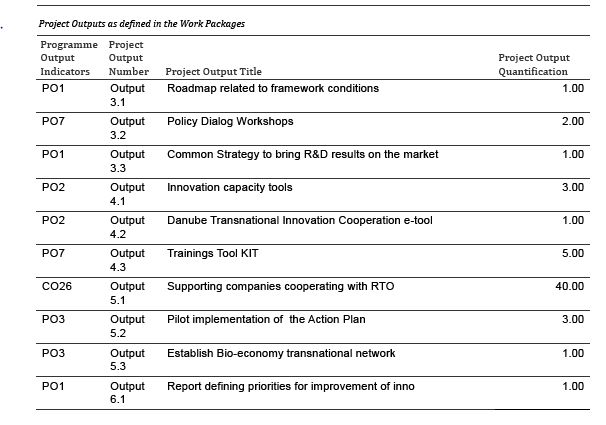 Project Outputs as defined in the Work Packages
Programme Output Indicators Project Output Number Project Output Title Project Output Quantification
PO1 Output 3.1 Roadmap related to framework conditions 1.00
PO7 Output 3.2 Policy Dialog Workshops 2.00
PO1 Output 3.3 Common Strategy to bring R&D results on the market 1.00
PO2 Output 4.1 Innovation capacity tools 3.00
PO2 Output 4.2 Danube Transnational Innovation Cooperation e-tool 1.00
PO7 Output 4.3 Trainings Tool KIT 5.00
CO26 Output 5.1 Supporting companies cooperating with RTO 40.00
PO3 Output 5.2 Pilot implementation of the Action Plan 3.00
PO3 Output 5.3 Establish Bio-economy transnational network 1.00
PO1 Output 6.1 Report defining priorities for improvement of inno 1.00